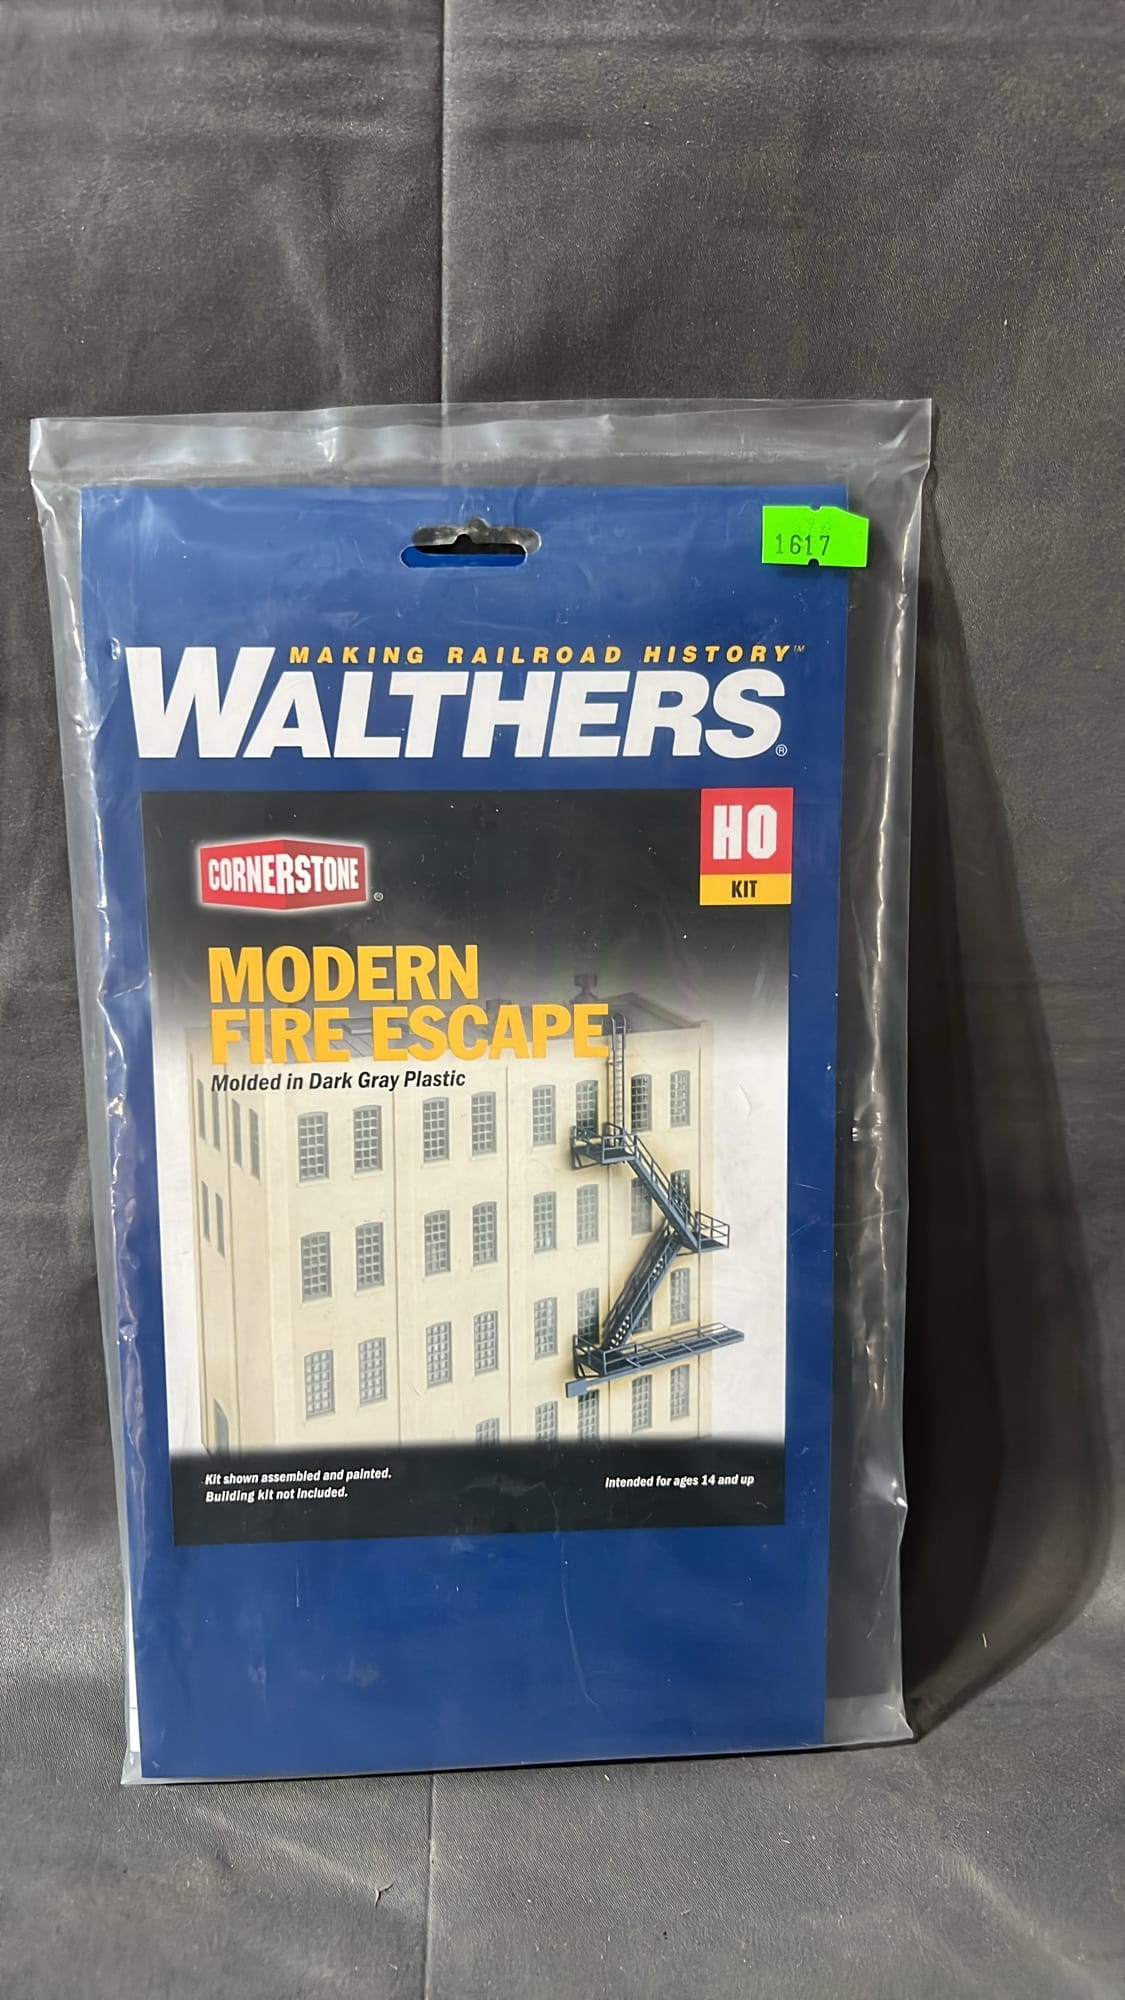 1617
MAKING RAILROAD HISTORY™
WALTHERS®
HO
KIT
CORNERSTONE®
MODERN
FIRE ESCAPE
Molded in Dark Gray Plastic
Kit shown assembled and painted.
Building kit not included.
Intended for ages 14 and up